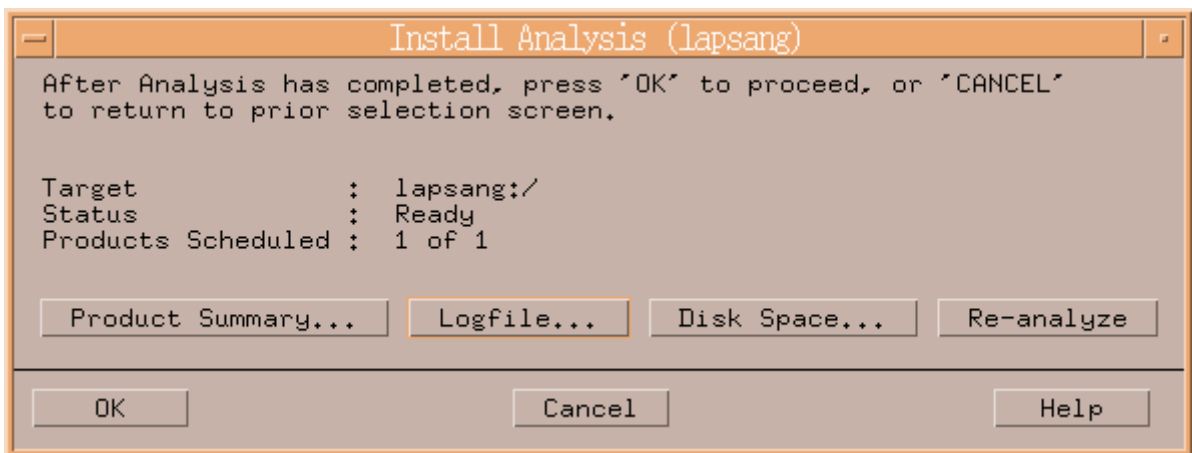 Install Analysis (lapsang)
After Analysis has completed, press ´OK´ to proceed, or ´CANCEL´
to return to prior selection screen.
Target : lapsang:/
Status : Ready
Products Scheduled : 1 of 1
Product Summary... Logfile... Disk Space... Re-analyze
OK Cancel Help